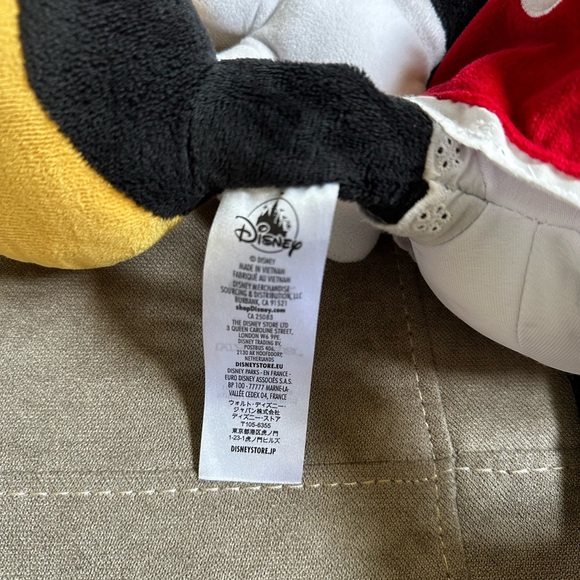 Disney
© DISNEY
MADE IN VIETNAM
FABRIQUÉ AU VIETNAM
DISNEY MERCHANDISE
SOURCING & DISTRIBUTION, LLC
BURBANK, CA 91521
shopDisney.com
CA 25083
THE DISNEY STORE LTD
3 QUEEN CAROLINE STREET,
LONDON W6 9PE.
DISNEY TRADING BV,
POSTBUS 406,
2130 AK HOOFDDORP,
NETHERLANDS
DISNEYSTORE.EU
DISNEY PARKS - EN FRANCE -
EURO DISNEY ASSOCIÉS S.A.S.
BP 100 - 77777 MARNE-LA-
VALLÉE CEDEX 04, FRANCE
ウォルト・ディズニー・
ジャパン株式会社
ディズニーストア
〒105-6355
東京都港区虎ノ門
1-23-1虎ノ門ヒルズ
DISNEYSTORE.JP